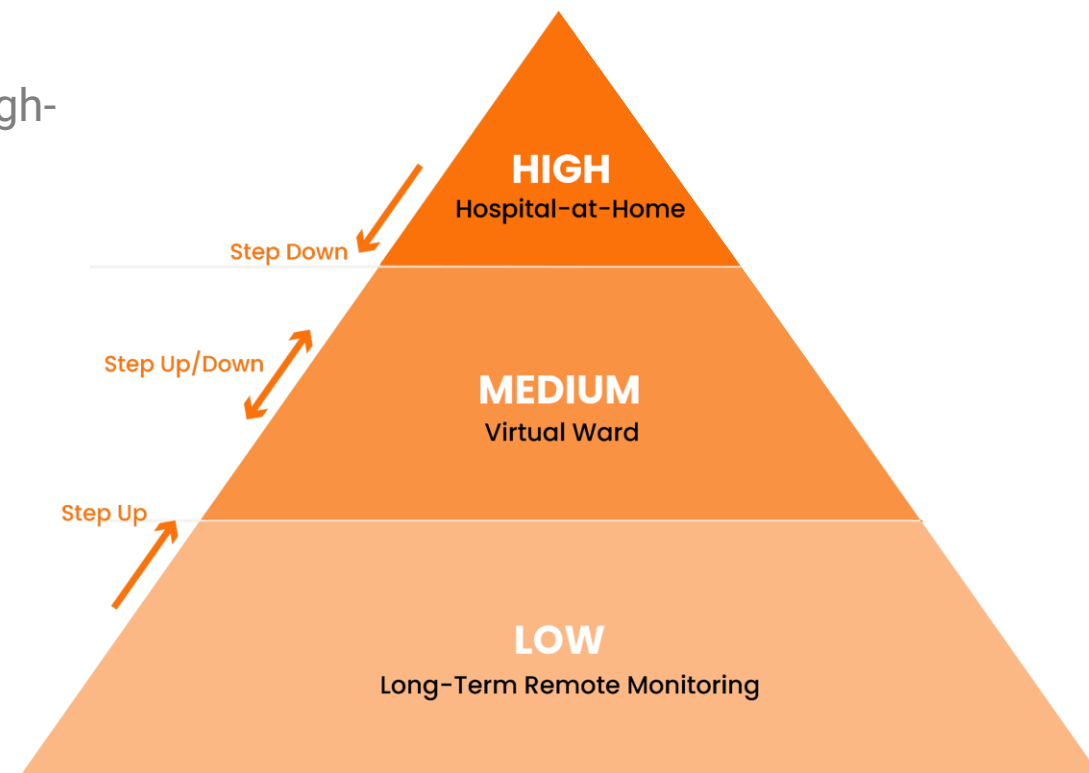 gh-
HIGH
Hospital-at-Home
Step Down
Step Up/Down
MEDIUM
Virtual Ward
Step Up
LOW
Long-Term Remote Monitoring